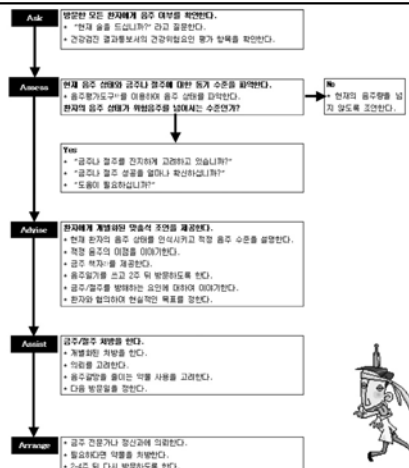 Ask
방문한 모든 환자에게 음주 여부를 확인한다.
• "현재 술을 드십니까?" 라고 질문한다.
• 건강검진 결과통보서의 건강위험요인 평가 항목을 확인한다.
Assess
현재 음주 상태와 금주나 절주에 대한 동기 수준을 파악한다.
• 음주평가도구를 이용하여 음주 상태를 파악한다.
환자의 음주 상태가 위험음주를 넘어서는 수준인가?
No
• 현재의 음주량을 넘
지 않도록 조언한다.
Yes
• "금주나 절주를 진지하게 고려하고 있습니까?"
• "금주나 절주 성공을 얼마나 확신하십니까?"
• "도움이 필요하십니까?"
Advise
환자에게 개별화된 맞춤식 조언을 제공한다.
• 현재 환자의 음주 상태를 인식시키고 적정 음주 수준을 설명한다.
• 적정 음주의 이점을 이야기한다.
• 금주 책자를 제공한다.
• 음주일기를 쓰고 2주 뒤 방문하도록 한다.
• 금주/절주를 방해하는 요인에 대하여 이야기한다.
• 환자와 협의하여 현실적인 목표를 정한다.
Assist
금주/절주 처방을 한다.
• 개별화된 처방을 한다.
• 의뢰를 고려한다.
• 음주갈망을 줄이는 약물 사용을 고려한다.
• 다음 방문일을 정한다.
Arrange
• 금주 전문가나 정신과에 의뢰한다.
• 필요하다면 약물을 처방한다.
• 2-4주 뒤 다시 방문하도록 한다.